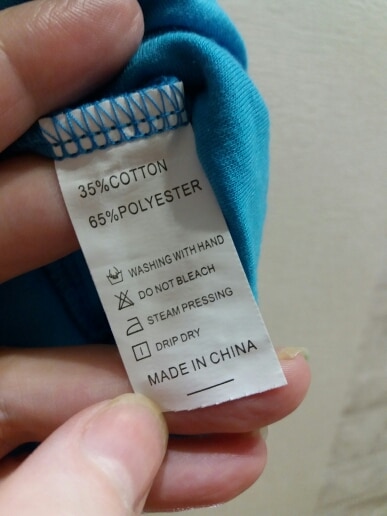 35%COTTON
65%POLYESTER
WASHING WITH HAND
DO NOT BLEACH
STEAM PRESSING
DRIP DRY
MADE IN CHINA